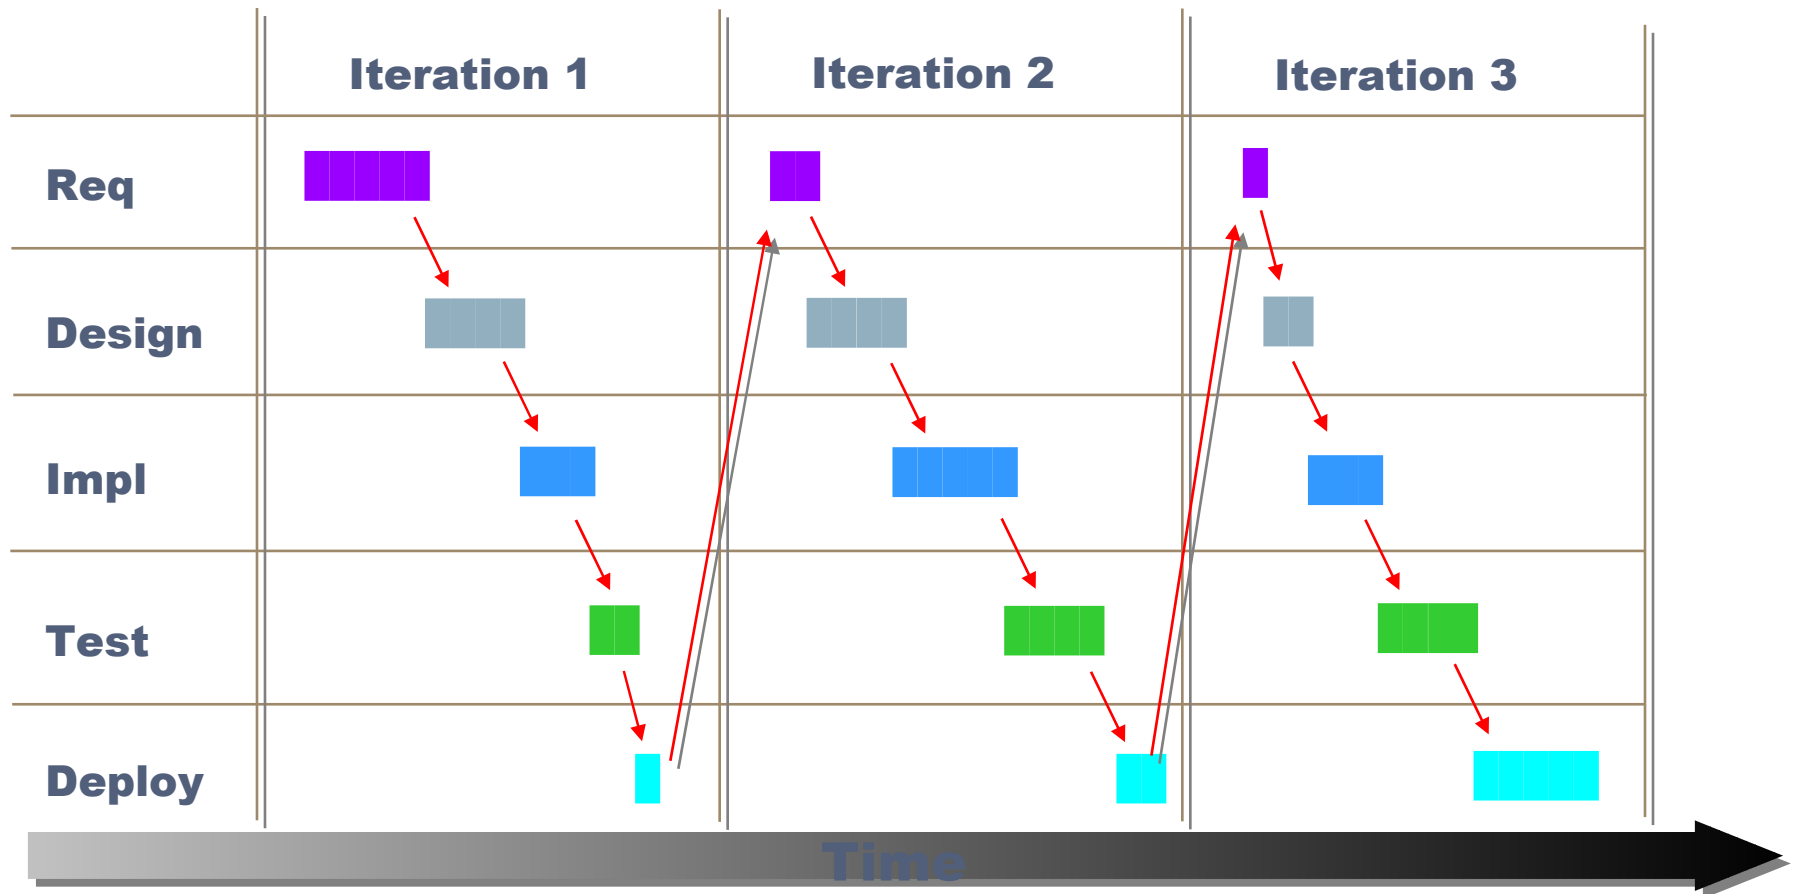 Iteration 1
Iteration 2
Iteration 3
Req
Design
Impl
Test
Deploy
Time